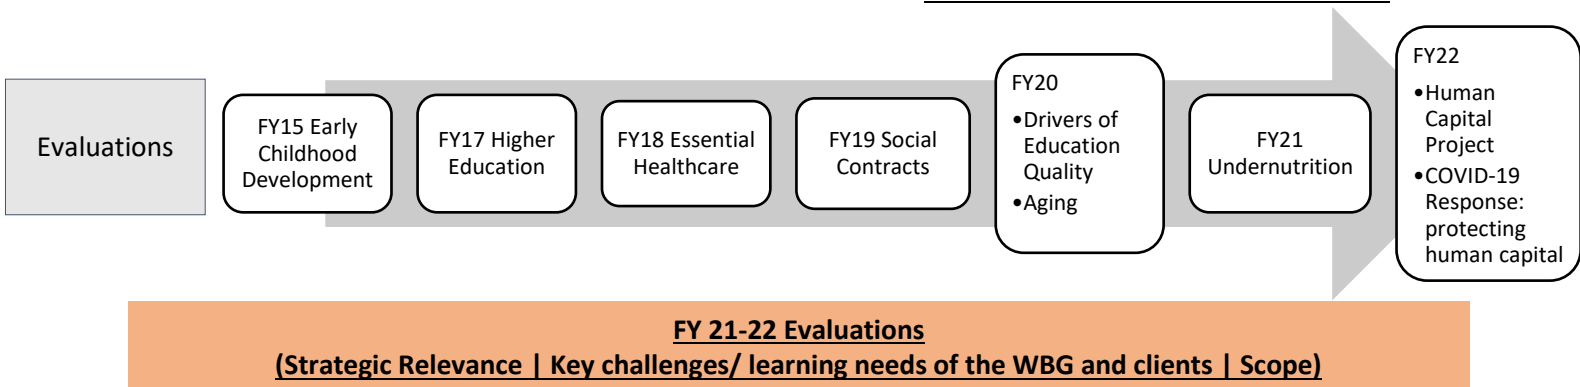 Evaluations
FY15 Early
Childhood
Development
FY17 Higher
Education
FY18 Essential
Healthcare
FY19 Social
Contracts
FY20
•Drivers of
Education
Quality
•Aging
FY21
Undernutrition
FY22
•Human
Capital
Project
•COVID-19
Response:
protecting
human capital
FY 21-22 Evaluations
(Strategic Relevance | Key challenges/ learning needs of the WBG and clients | Scope)